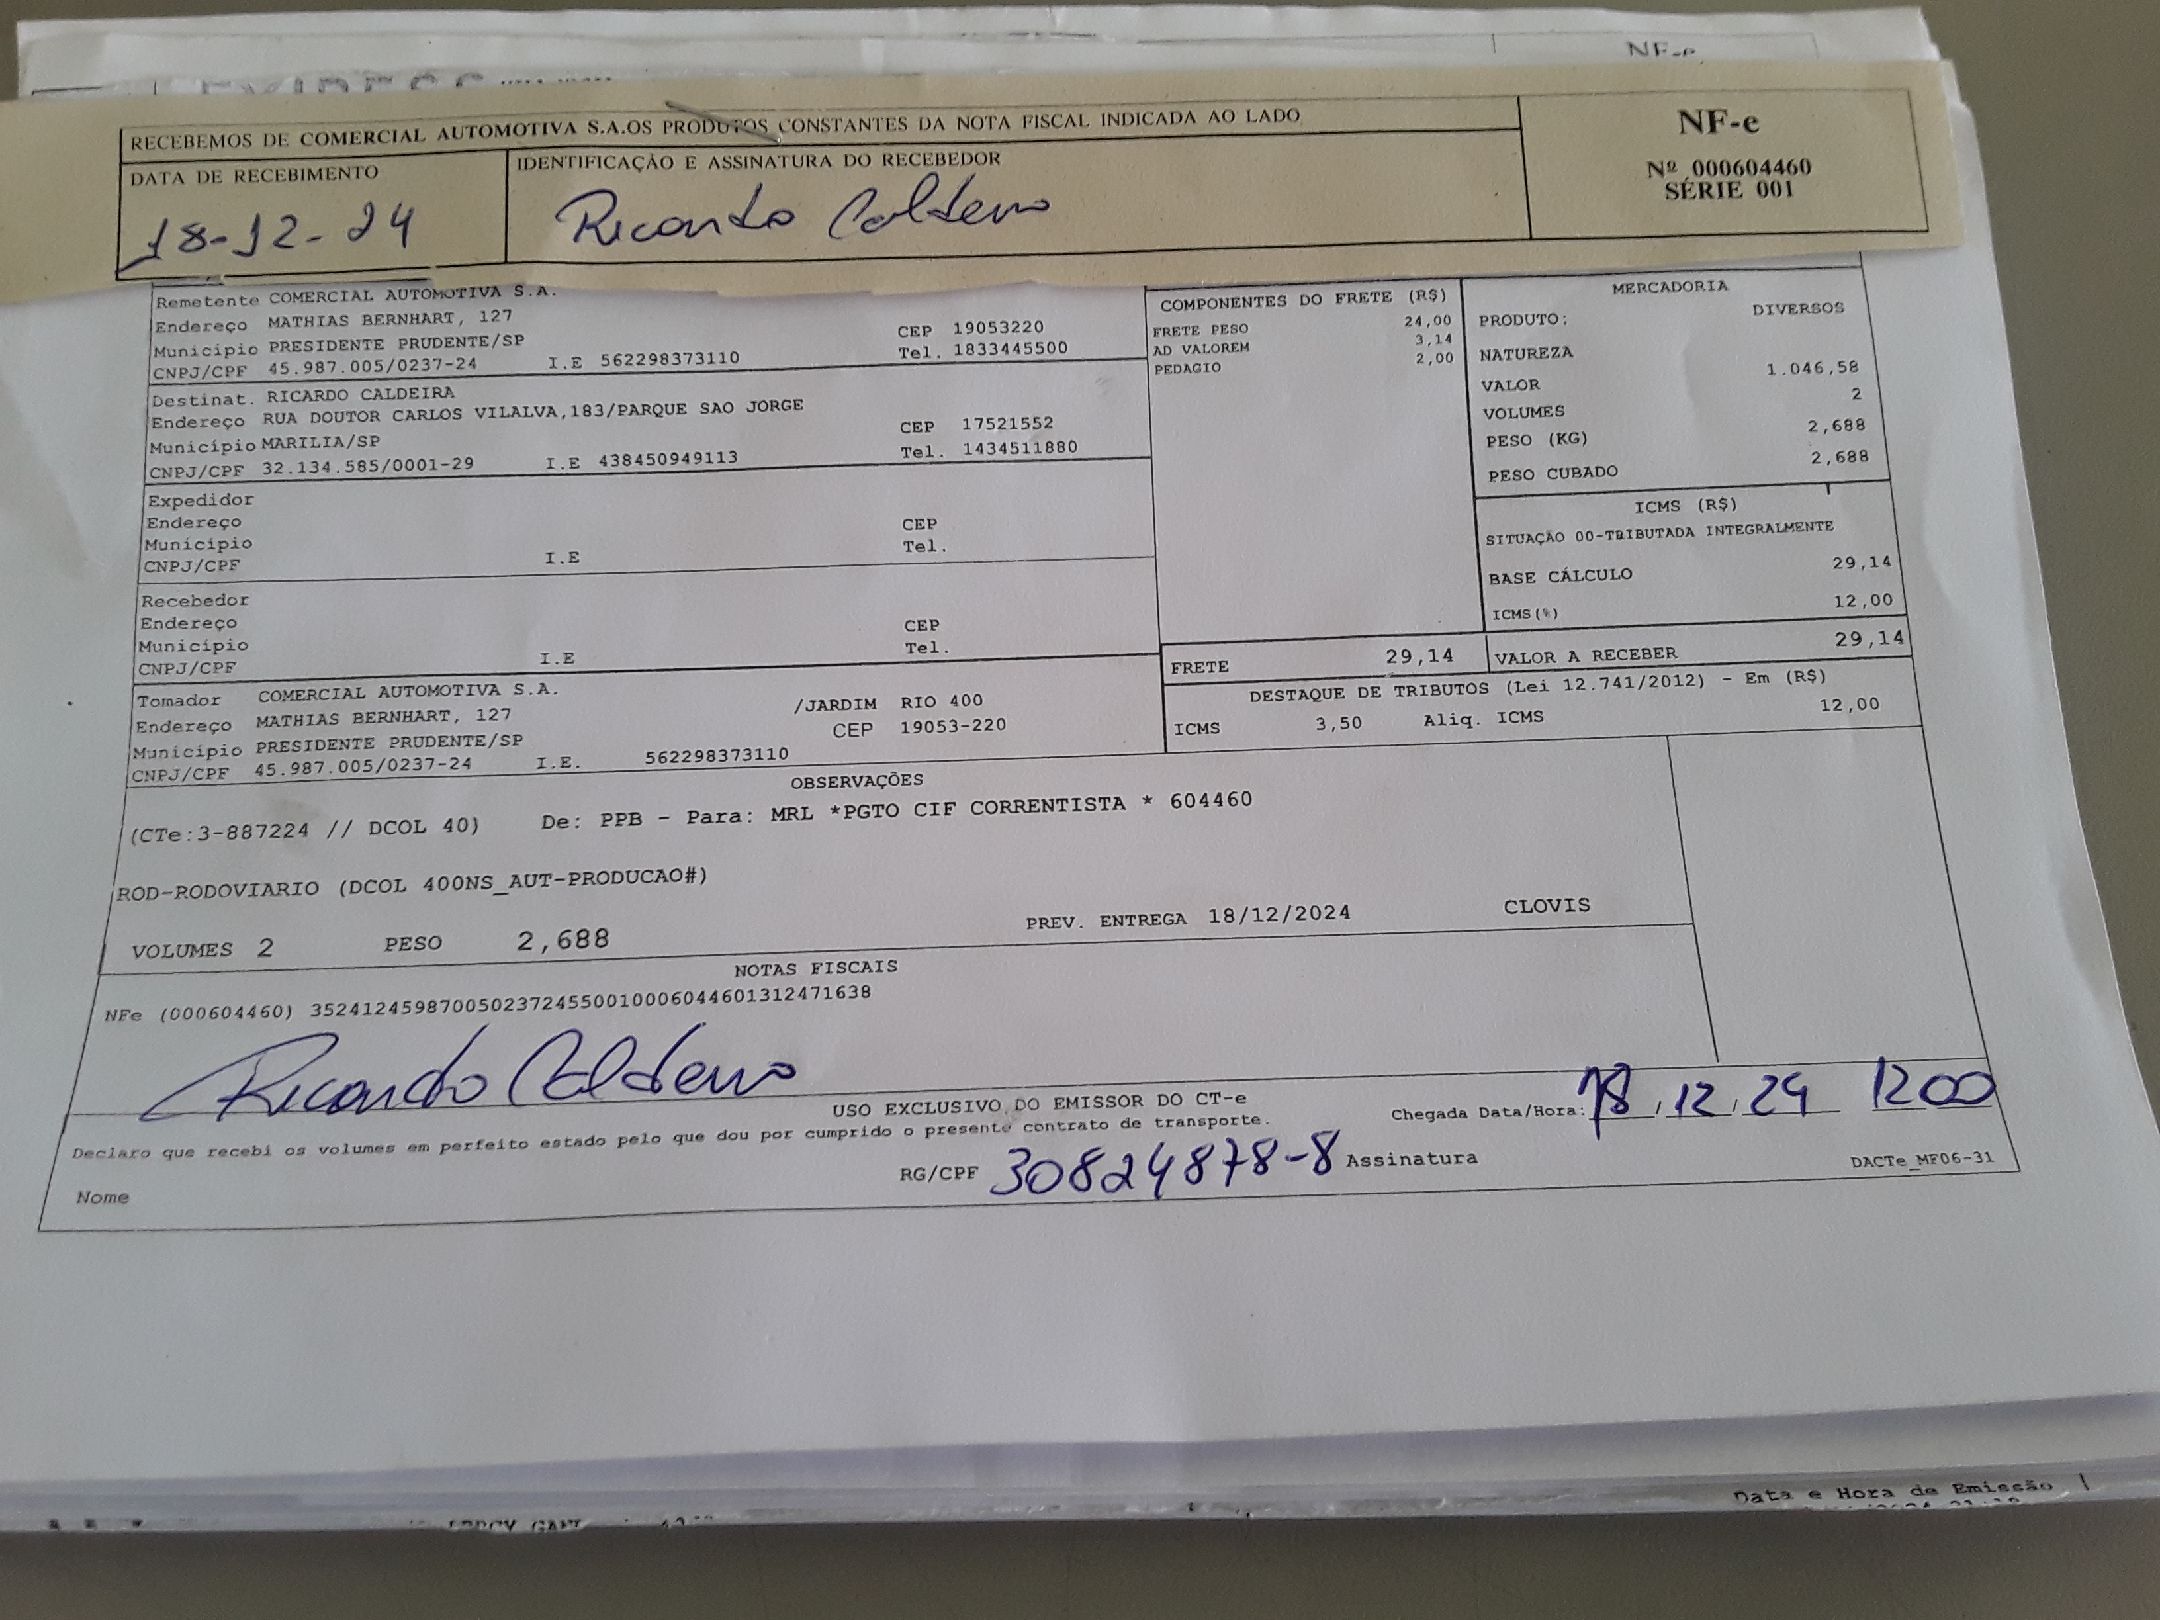 NF-e
RECEBEMOS DE COMERCIAL AUTOMOTIVA S.A.OS PRODUTOS CONSTANTES DA NOTA FISCAL INDICADA AO LADO
NF-e
Nº 000604460
SÉRIE 001
DATA DE RECEBIMENTO
18-12-24
IDENTIFICAÇÃO E ASSINATURA DO RECEBEDOR
Ricardo Caldeira
Remetente COMERCIAL AUTOMOTIVA S.A.
Endereço MATHIAS BERNHART, 127 CEP 19053220
Município PRESIDENTE PRUDENTE/SP Tel. 1833445500
CNPJ/CPF 45.987.005/0237-24 I.E 562298373110
Destinat. RICARDO CALDEIRA
Endereço RUA DOUTOR CARLOS VILALVA,183/PARQUE SAO JORGE CEP 17521552
Município MARILIA/SP Tel. 1434511880
CNPJ/CPF 32.134.585/0001-29 I.E 438450949113
Expedidor
Endereço CEP
Município Tel.
CNPJ/CPF I.E
Recebedor
Endereço CEP
Município Tel.
CNPJ/CPF I.E
Tomador COMERCIAL AUTOMOTIVA S.A.
Endereço MATHIAS BERNHART, 127 /JARDIM RIO 400
Município PRESIDENTE PRUDENTE/SP CEP 19053-220
CNPJ/CPF 45.987.005/0237-24 I.E. 562298373110
COMPONENTES DO FRETE (R$)
FRETE PESO 24,00
AD VALOREM 3,14
PEDAGIO 2,00
MERCADORIA
PRODUTO: DIVERSOS
NATUREZA
VALOR 1.046,58
VOLUMES 2
PESO (KG) 2,688
PESO CUBADO 2,688
ICMS (R$)
SITUAÇÃO 00-TRIBUTADA INTEGRALMENTE
BASE CÁLCULO 29,14
ICMS(%) 12,00
FRETE 29,14 VALOR A RECEBER 29,14
DESTAQUE DE TRIBUTOS (Lei 12.741/2012) - Em (R$)
ICMS 3,50 Aliq. ICMS 12,00
OBSERVAÇÕES
(CTe:3-887224 // DCOL 40) De: PPB - Para: MRL *PGTO CIF CORRENTISTA * 604460
ROD-RODOVIARIO (DCOL 400NS_AUT-PRODUCAO#)
VOLUMES 2 PESO 2,688 PREV. ENTREGA 18/12/2024 CLOVIS
NOTAS FISCAIS
NFe (000604460) 35241245987005023724550010006044601312471638
Ricardo Caldeira
USO EXCLUSIVO DO EMISSOR DO CT-e
Chegada Data/Hora: 18,12,24 1200
Declaro que recebi os volumes em perfeito estado pelo que dou por cumprido o presente contrato de transporte.
Nome RG/CPF 30824878-8 Assinatura DACTe_MF06-31
Data e Hora de Emissão